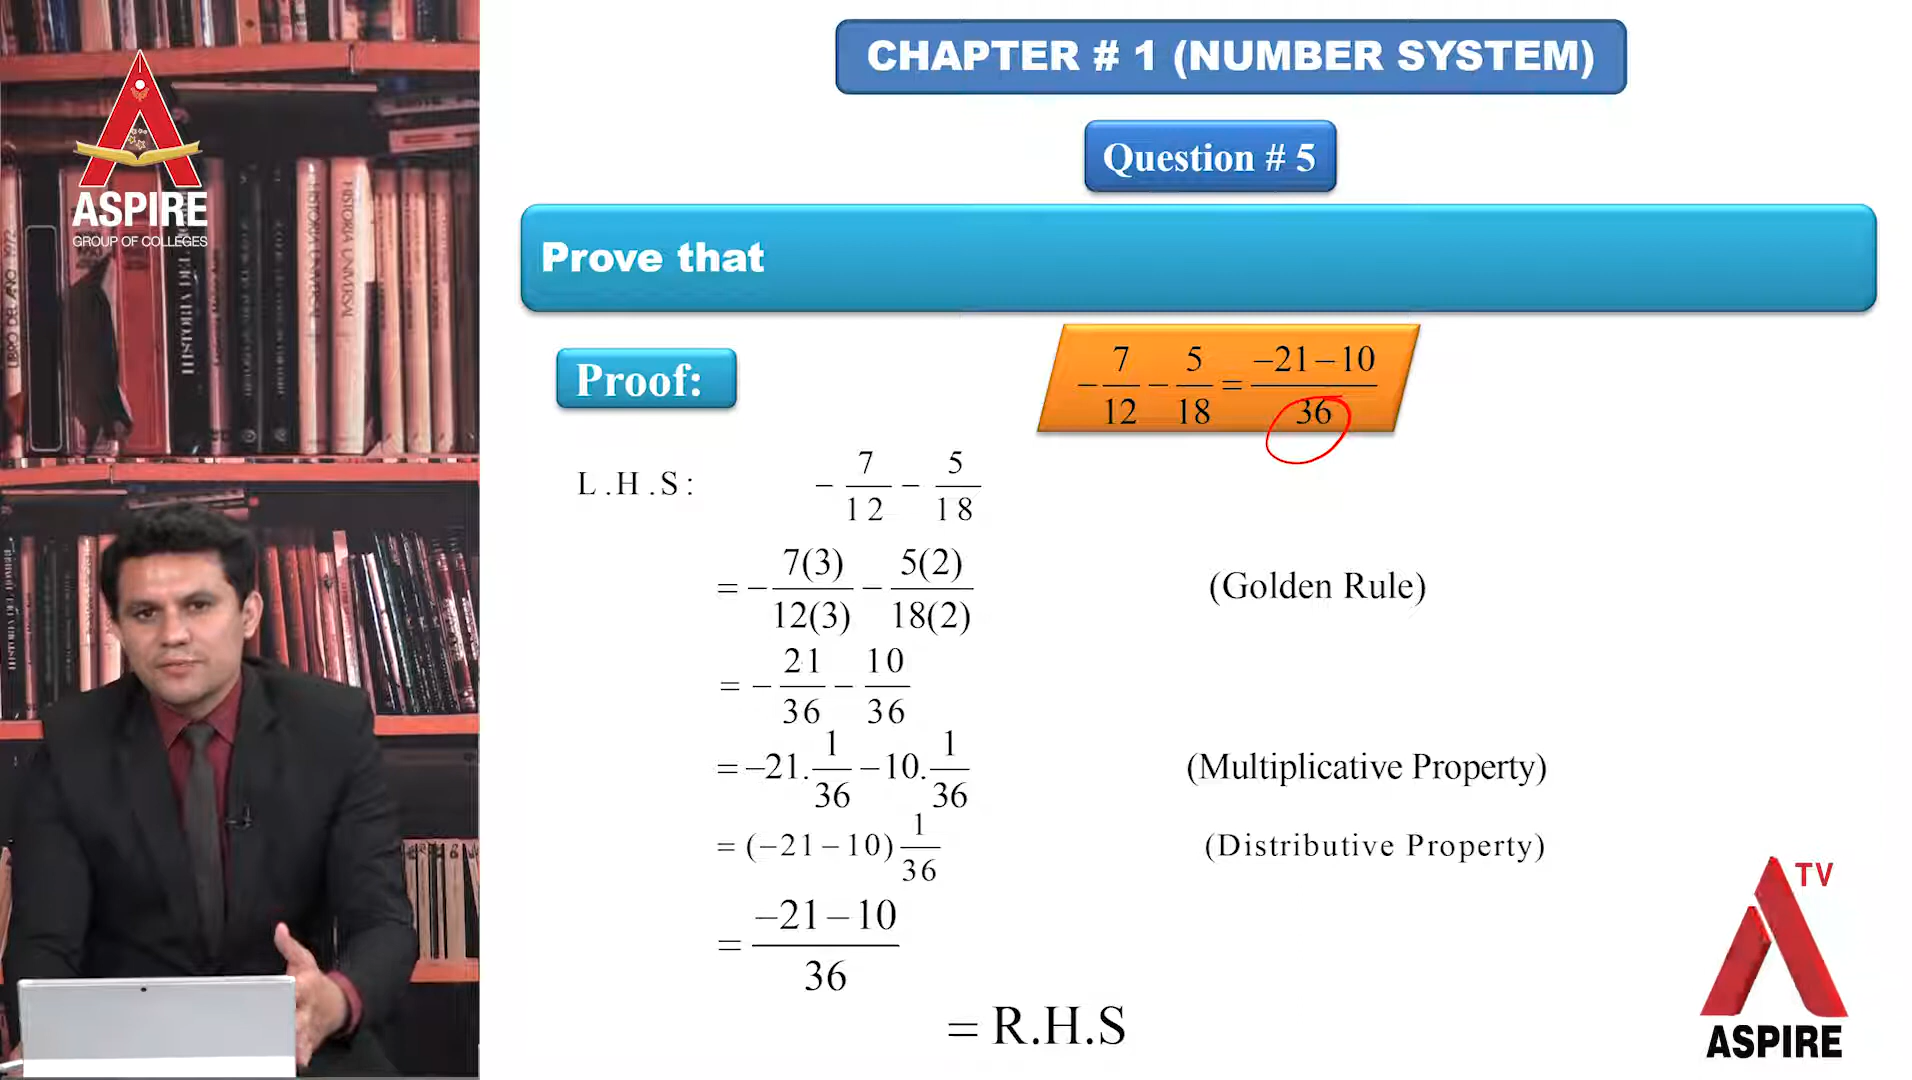 ASPIRE
GROUP OF COLLEGES
HISTORIA UNIVERSAL
CHAPTER # 1 (NUMBER SYSTEM)
Question # 5
Prove that
Proof:
-7/12 - 5/18 = (-21-10)/36
L.H.S: -7/12 - 5/18
= -7(3)/12(3) - 5(2)/18(2) (Golden Rule)
= -21/36 - 10/36
= -21.1/36 -10.1/36 (Multiplicative Property)
= (-21-10)1/36 (Distributive Property)
= (-21-10)/36
= R.H.S
TV
ASPIRE